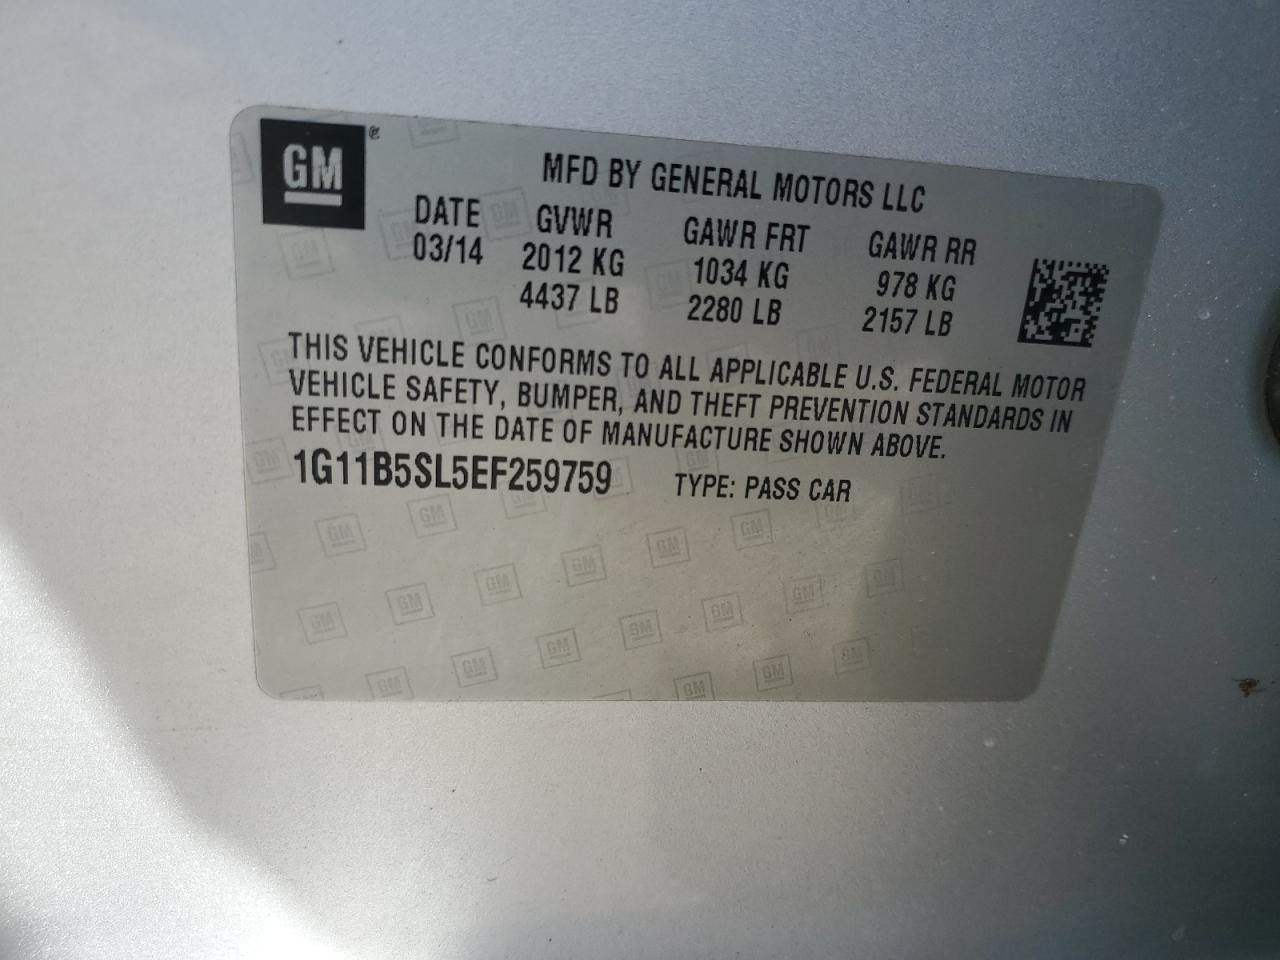 GM
MFD BY GENERAL MOTORS LLC
DATE GVWR GAWR FRT GAWR RR
03/14 2012 KG 1034 KG 978 KG
4437 LB 2280 LB 2157 LB
THIS VEHICLE CONFORMS TO ALL APPLICABLE U.S. FEDERAL MOTOR
VEHICLE SAFETY, BUMPER, AND THEFT PREVENTION STANDARDS IN
EFFECT ON THE DATE OF MANUFACTURE SHOWN ABOVE.
1G11B5SL5EF259759 TYPE: PASS CAR